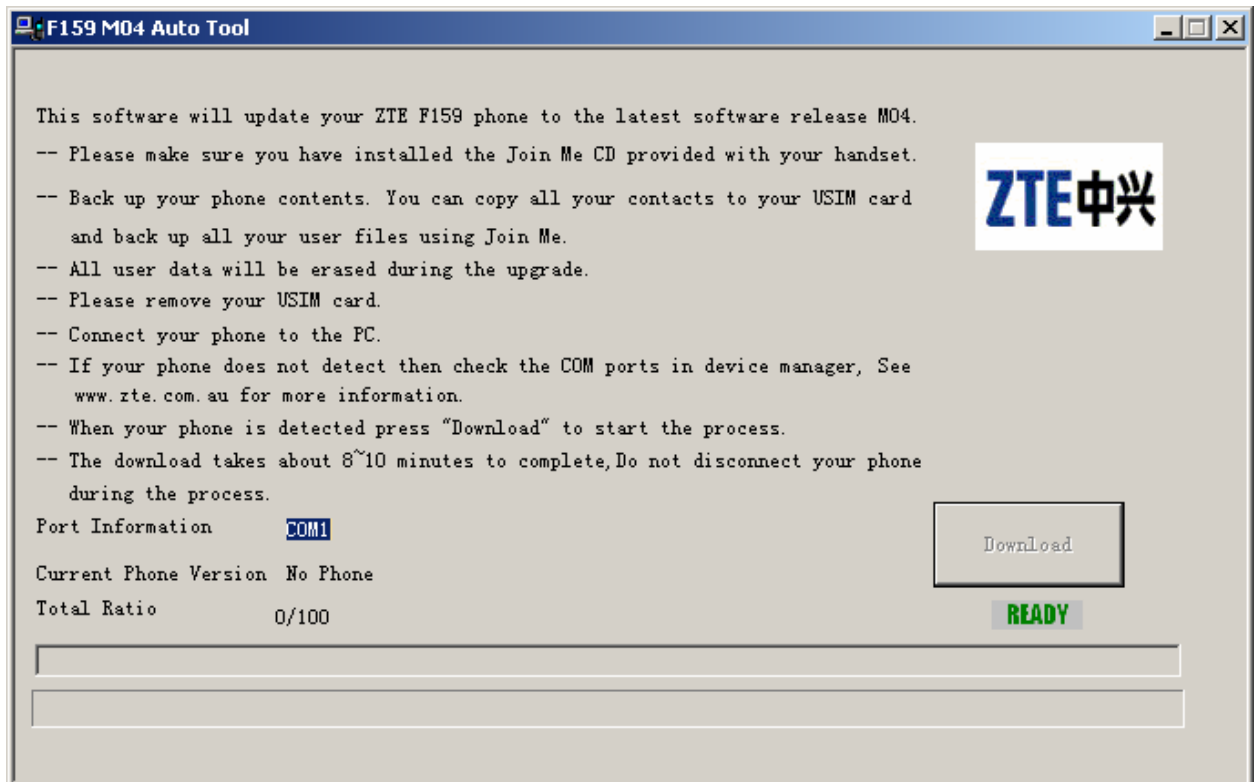 F159 M04 Auto Tool
This software will update your ZTE F159 phone to the latest software release M04.
-- Please make sure you have installed the Join Me CD provided with your handset.
ZTE中兴
-- Back up your phone contents. You can copy all your contacts to your USIM card
and back up all your user files using Join Me.
-- All user data will be erased during the upgrade.
-- Please remove your USIM card.
-- Connect your phone to the PC.
-- If your phone does not detect then check the COM ports in device manager, See
www.zte.com.au for more information.
-- When your phone is detected press "Download" to start the process.
-- The download takes about 8~10 minutes to complete,Do not disconnect your phone
during the process.
Port Information COM1
Download
Current Phone Version No Phone
Total Ratio 0/100
READY